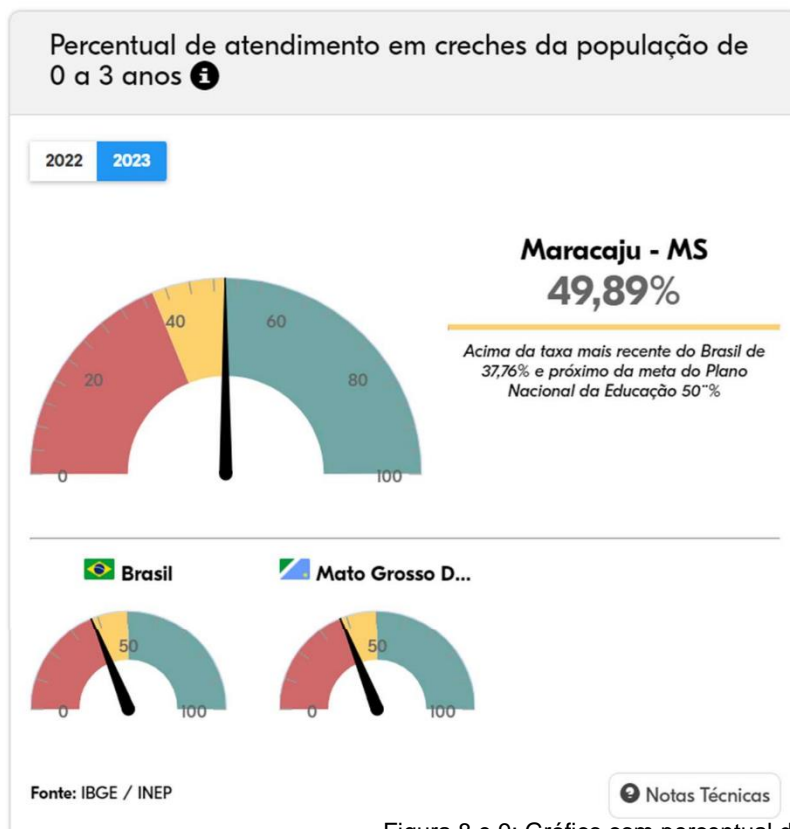 Percentual de atendimento em creches da população de
0 a 3 anos
2022
2023
Maracaju - MS
49,89%
Acima da taxa mais recente do Brasil de
37,76% e próximo da meta do Plano
Nacional da Educação 50¨%
0
20
40
60
80
100
Brasil
0
50
100
Mato Grosso D...
0
50
100
Fonte: IBGE / INEP
Notas Técnicas